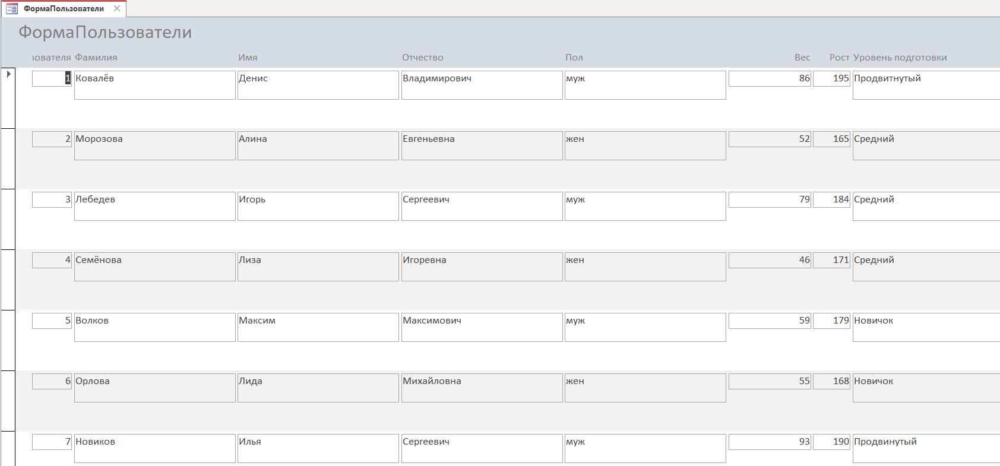 ФормаПользователи
ФормаПользователи
зователя Фамилия Имя Отчество Пол Вес Рост Уровень подготовки
1 Ковалёв Денис Владимирович муж 86 195 Продвитнутый
2 Морозова Алина Евгеньевна жен 52 165 Средний
3 Лебедев Игорь Сергеевич муж 79 184 Средний
4 Семёнова Лиза Игоревна жен 46 171 Средний
5 Волков Максим Максимович муж 59 179 Новичок
6 Орлова Лида Михайловна жен 55 168 Новичок
7 Новиков Илья Сергеевич муж 93 190 Продвинутый